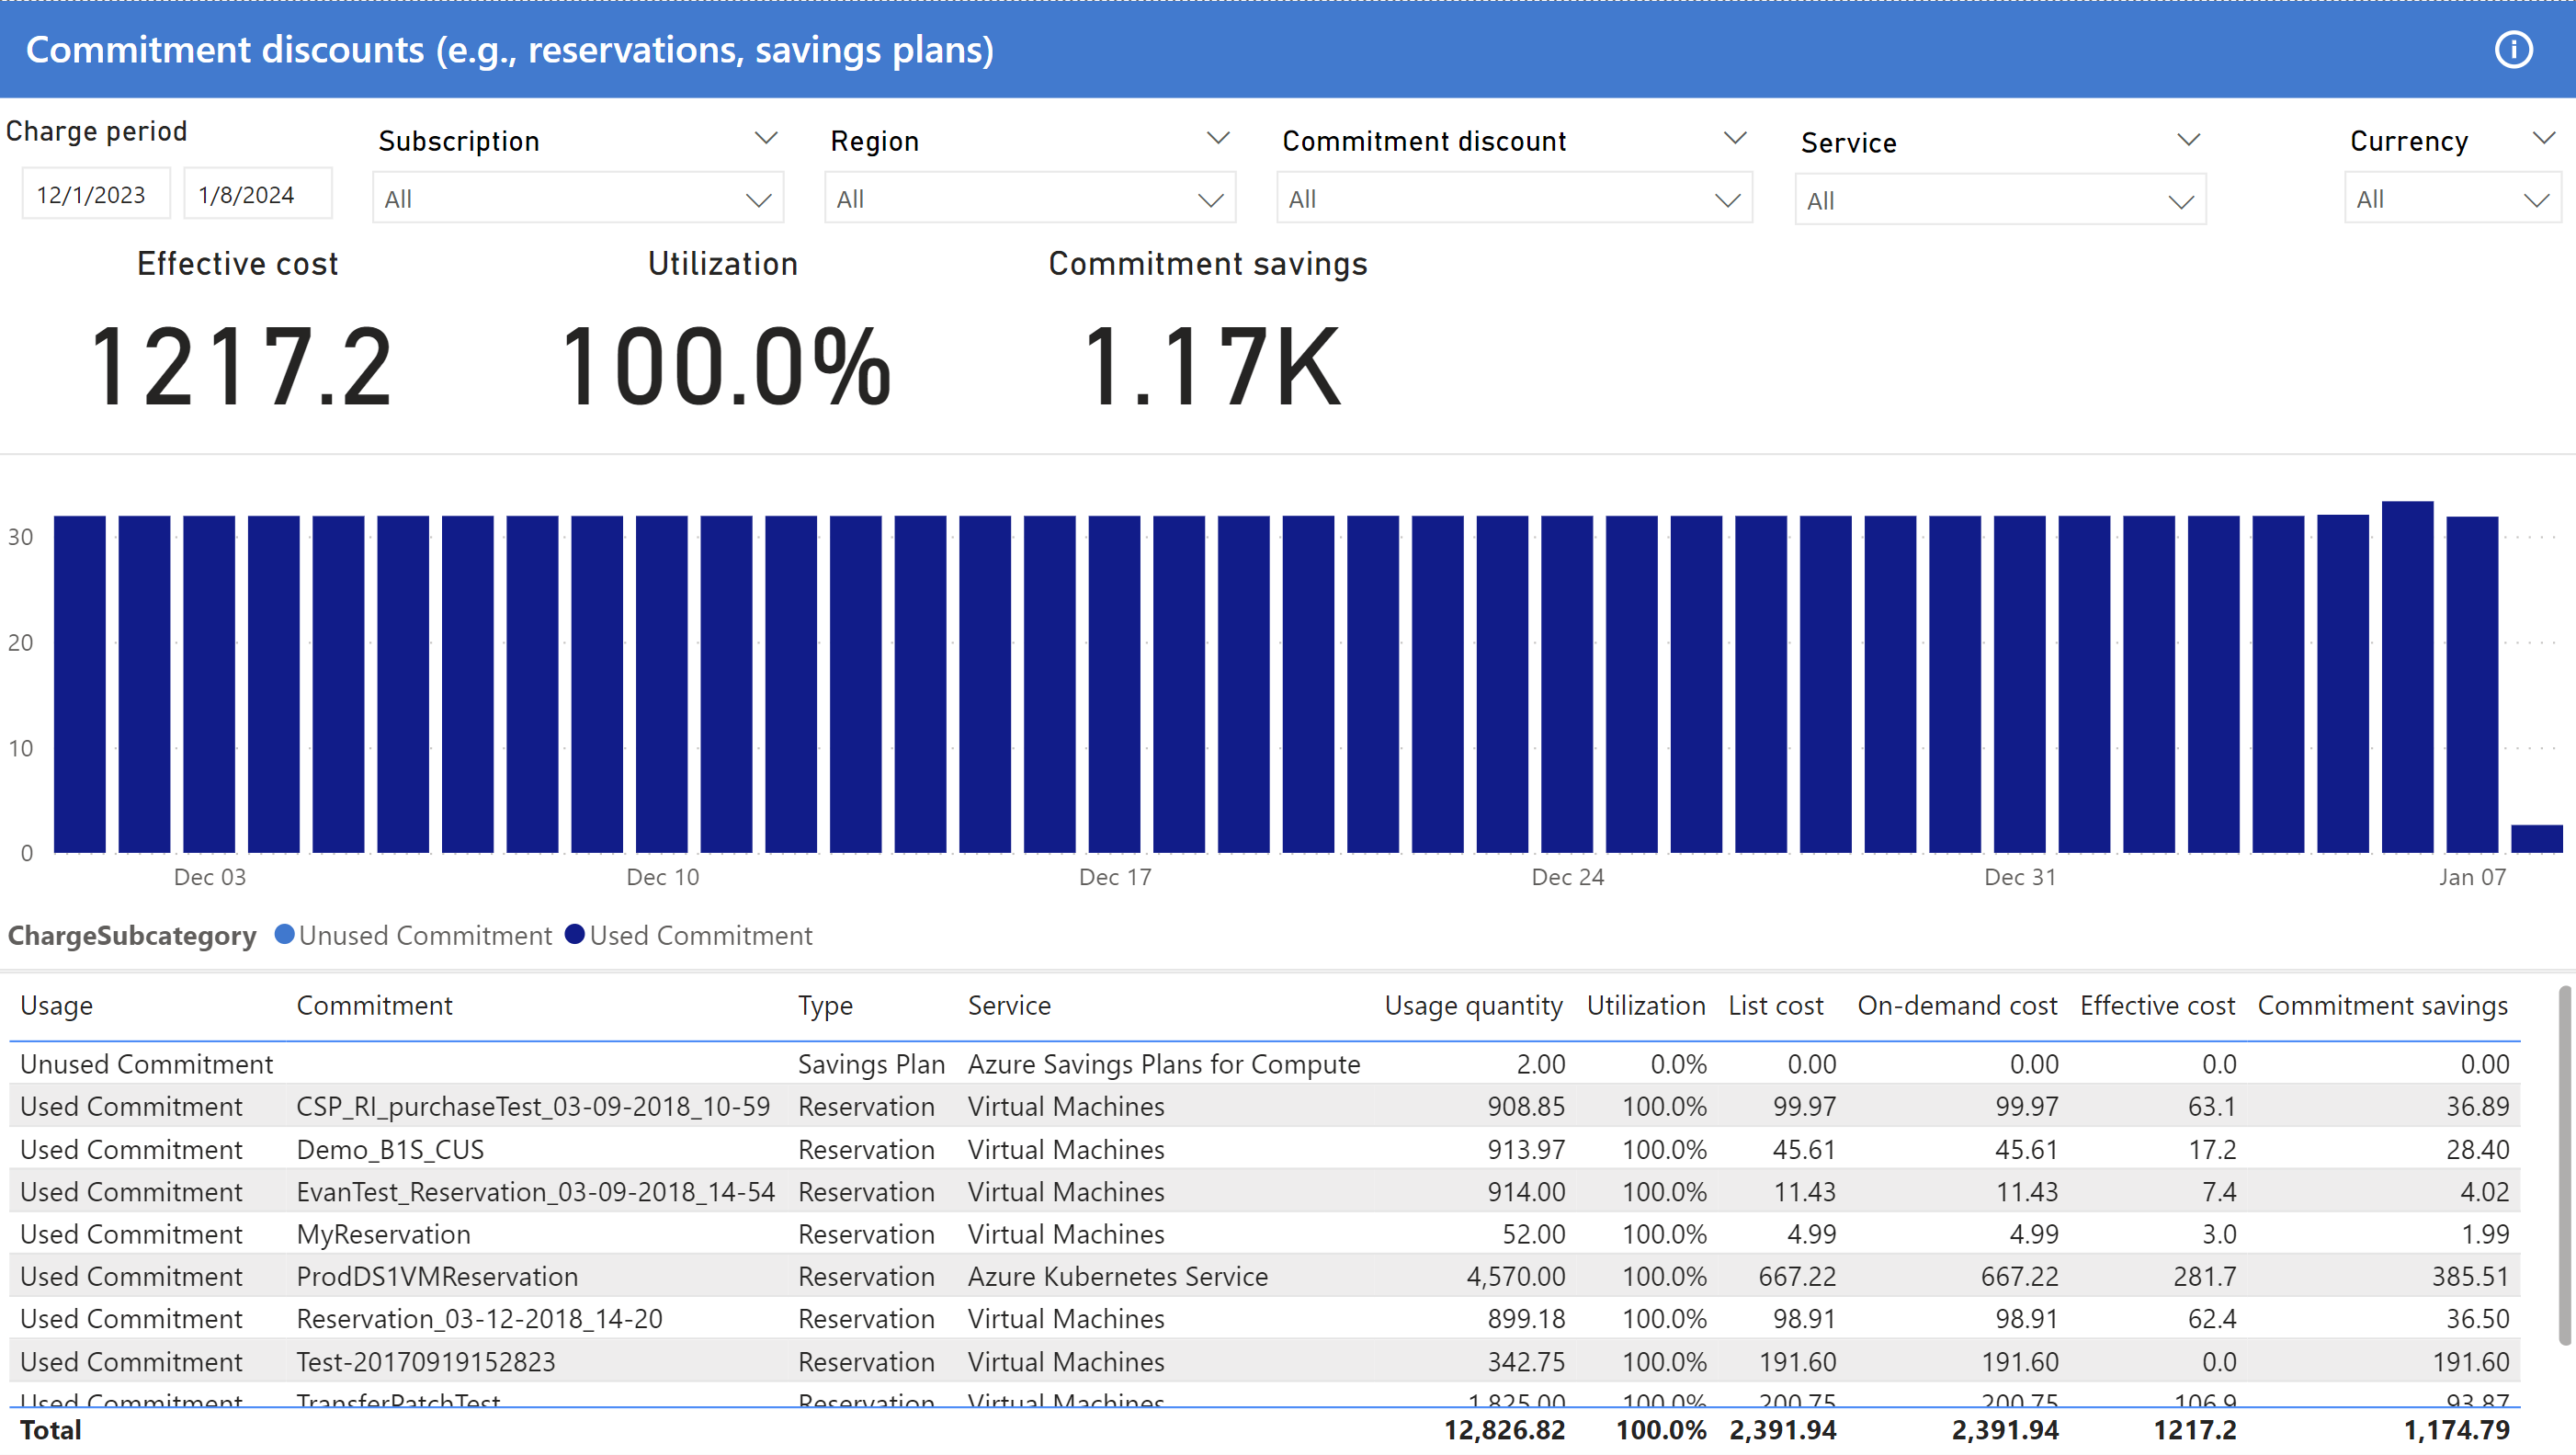 Commitment discounts (e.g., reservations, savings plans)
Charge period Subscription Region Commitment discount Service Currency
12/1/2023 1/8/2024 All All All All All
Effective cost Utilization Commitment savings
1217.2 100.0% 1.17K
30
20
10
0
Dec 03 Dec 10 Dec 17 Dec 24 Dec 31 Jan 07
ChargeSubcategory Unused Commitment Used Commitment
Usage Commitment Type Service Usage quantity Utilization List cost On-demand cost Effective cost Commitment savings
Unused Commitment Savings Plan Azure Savings Plans for Compute 2.00 0.0% 0.00 0.00 0.0 0.00
Used Commitment CSP_RI_purchaseTest_03-09-2018_10-59 Reservation Virtual Machines 908.85 100.0% 99.97 99.97 63.1 36.89
Used Commitment Demo_B1S_CUS Reservation Virtual Machines 913.97 100.0% 45.61 45.61 17.2 28.40
Used Commitment EvanTest_Reservation_03-09-2018_14-54 Reservation Virtual Machines 914.00 100.0% 11.43 11.43 7.4 4.02
Used Commitment MyReservation Reservation Virtual Machines 52.00 100.0% 4.99 4.99 3.0 1.99
Used Commitment ProdDS1VMReservation Reservation Azure Kubernetes Service 4,570.00 100.0% 667.22 667.22 281.7 385.51
Used Commitment Reservation_03-12-2018_14-20 Reservation Virtual Machines 899.18 100.0% 98.91 98.91 62.4 36.50
Used Commitment Test-20170919152823 Reservation Virtual Machines 342.75 100.0% 191.60 191.60 0.0 191.60
Used Commitment TransferPatchTest Reservation Virtual Machines 1,825.00 100.0% 200.75 200.75 106.9 93.87
Total 12,826.82 100.0% 2,391.94 2,391.94 1217.2 1,174.79